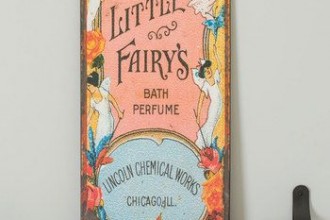 LITTLE
FAIRY'S
BATH
PERFUME
LINCOLN CHEMICAL WORKS
CHICAGO, ILL.